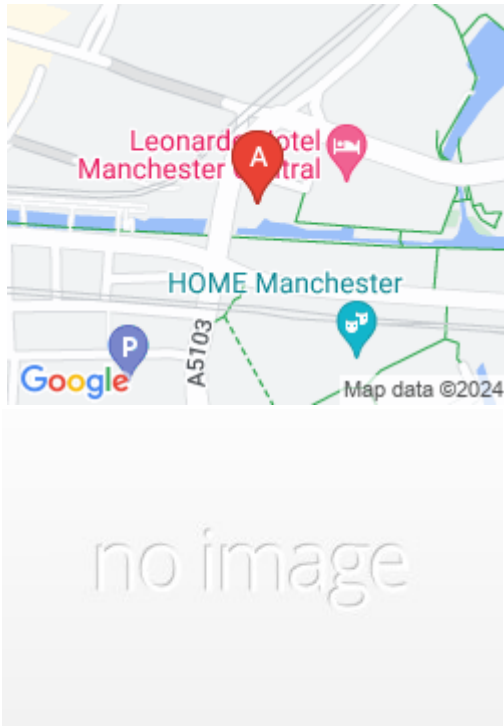 Leonardo Hotel
Manchester Central
A
HOME Manchester
A5103
P
Google
Map data ©2024
no image